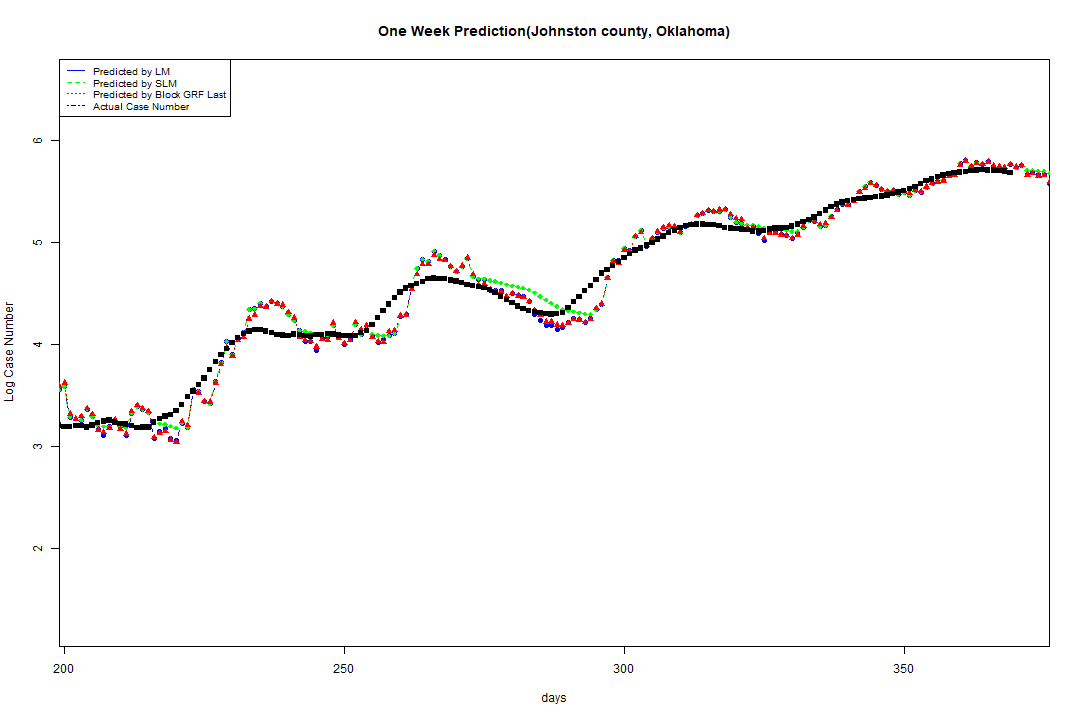 One Week Prediction(Johnston county, Oklahoma)
Predicted by LM
Predicted by SLM
Predicted by Block GRF Last
Actual Case Number
6
5
4
3
2
Log Case Number
200
250
300
350
days